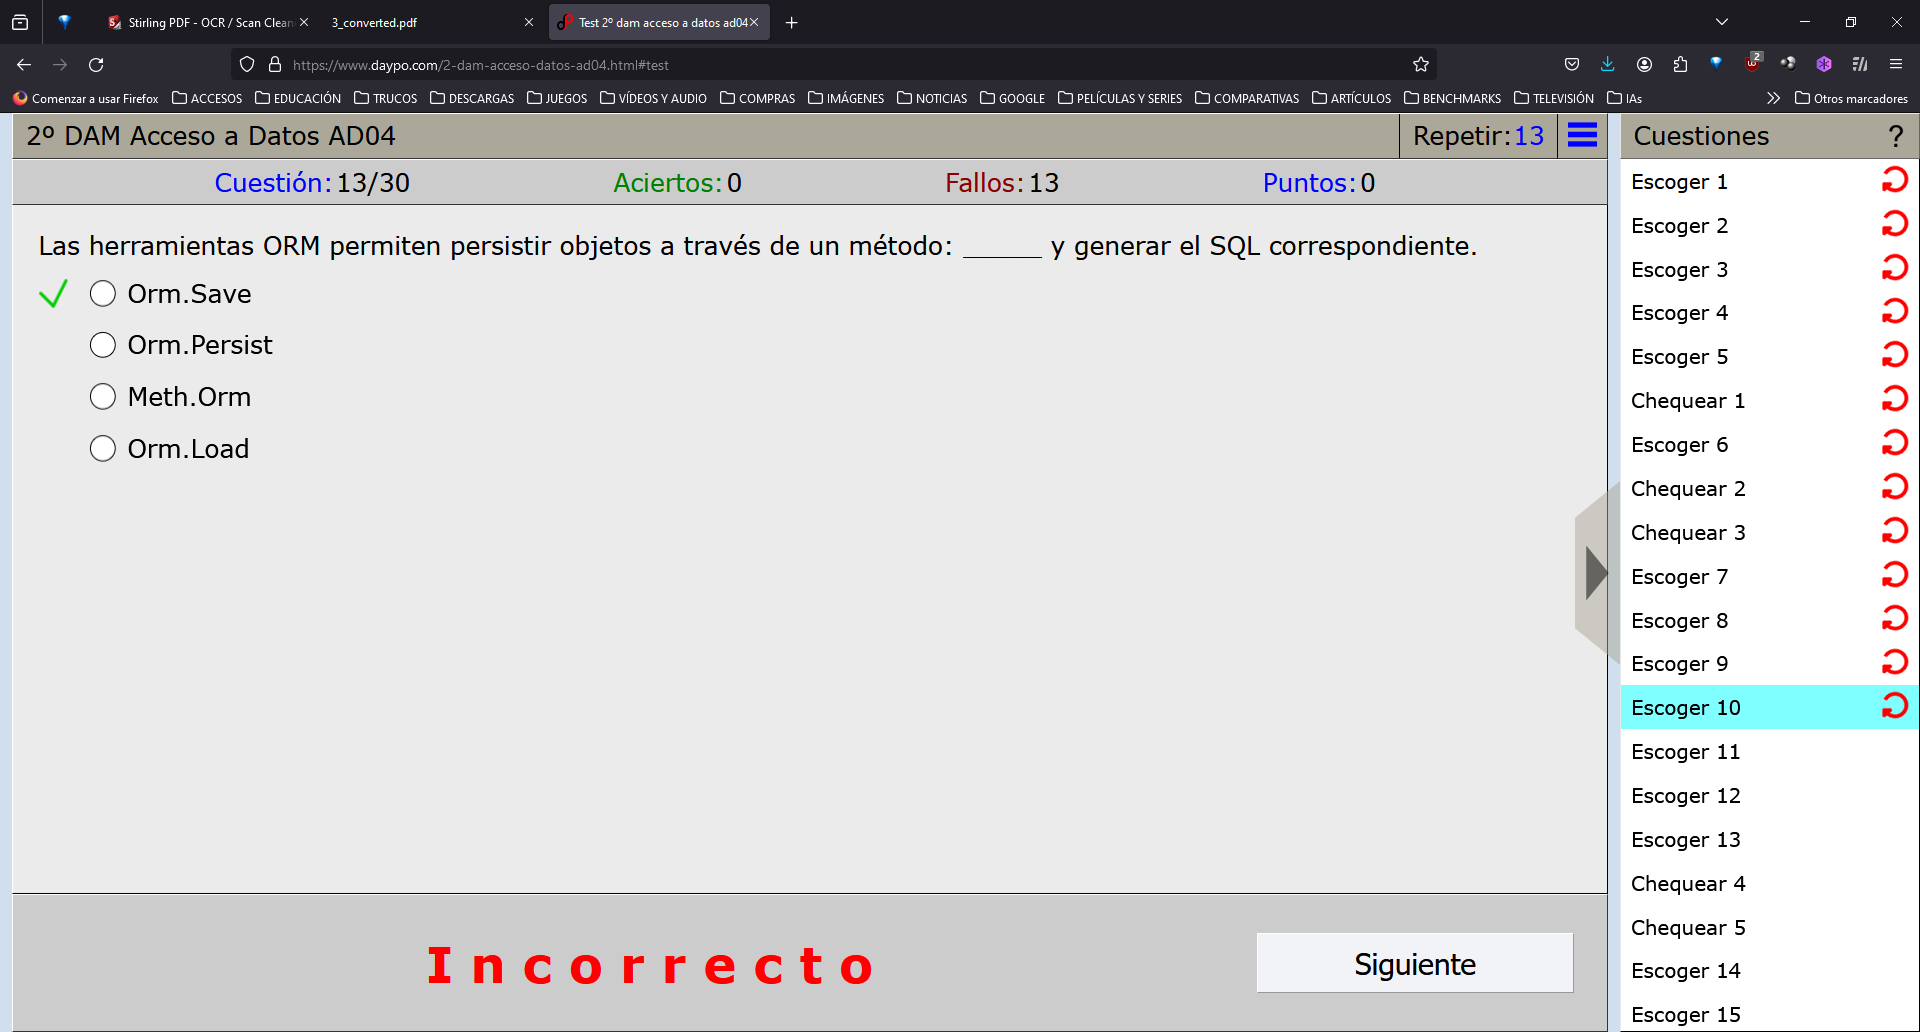 Stirling PDF - OCR / Scan Clean
3_converted.pdf
Test 2º dam acceso a datos ad04
https://www.daypo.com/2-dam-acceso-datos-ad04.html#test
2
Comenzar a usar Firefox
ACCESOS
EDUCACIÓN
TRUCOS
DESCARGAS
JUEGOS
VÍDEOS Y AUDIO
COMPRAS
IMÁGENES
NOTICIAS
GOOGLE
PELÍCULAS Y SERIES
COMPARATIVAS
ARTÍCULOS
BENCHMARKS
TELEVISIÓN
IAs
Otros marcadores
2º DAM Acceso a Datos AD04
Repetir:13
Cuestiones ?
Cuestión:13/30
Aciertos:0
Fallos:13
Puntos:0
Las herramientas ORM permiten persistir objetos a través de un método: ______ y generar el SQL correspondiente.
Orm.Save
Orm.Persist
Meth.Orm
Orm.Load
Incorrecto
Siguiente
Escoger 1
Escoger 2
Escoger 3
Escoger 4
Escoger 5
Chequear 1
Escoger 6
Chequear 2
Chequear 3
Escoger 7
Escoger 8
Escoger 9
Escoger 10
Escoger 11
Escoger 12
Escoger 13
Chequear 4
Chequear 5
Escoger 14
Escoger 15